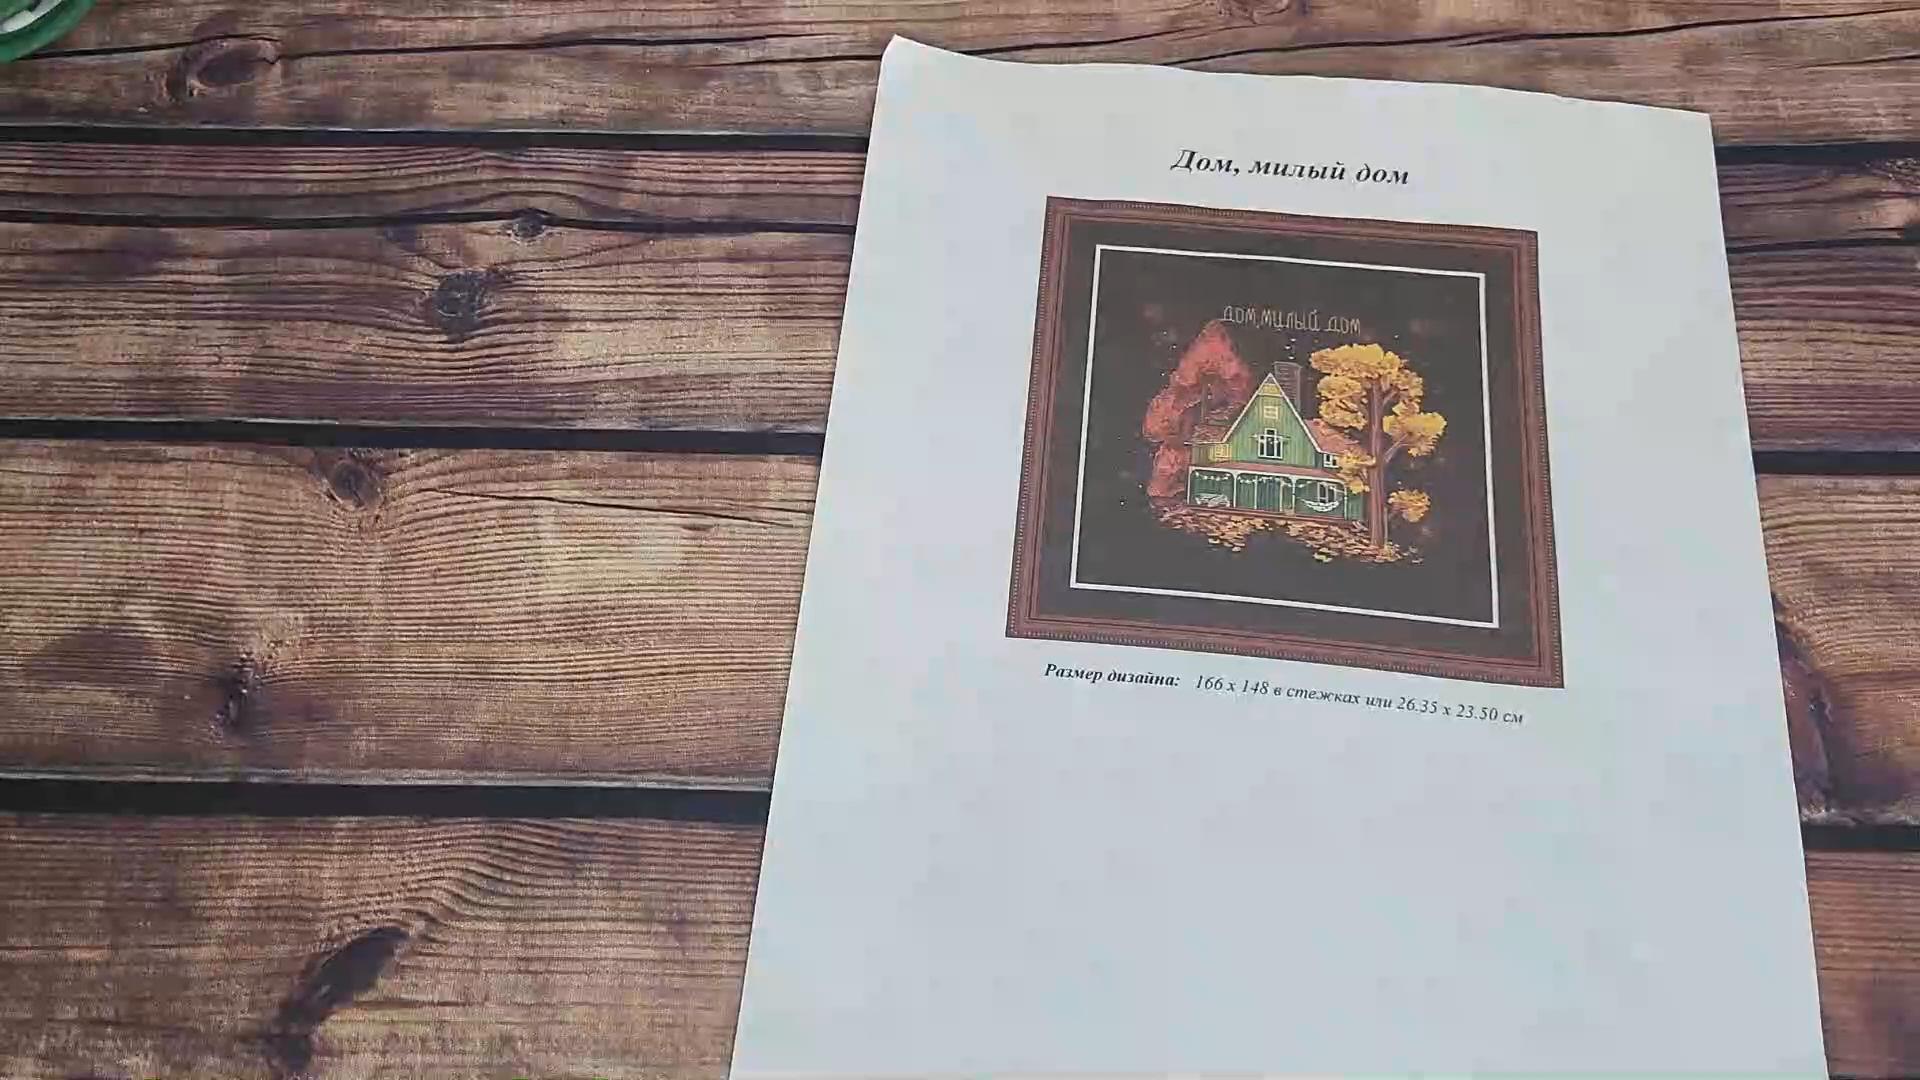 Дом, милый дом
ДОМ, МИЛЫЙ ДОМ
Размер дизайна: 166 x 148 в стежках или 26.35 x 23.50 см